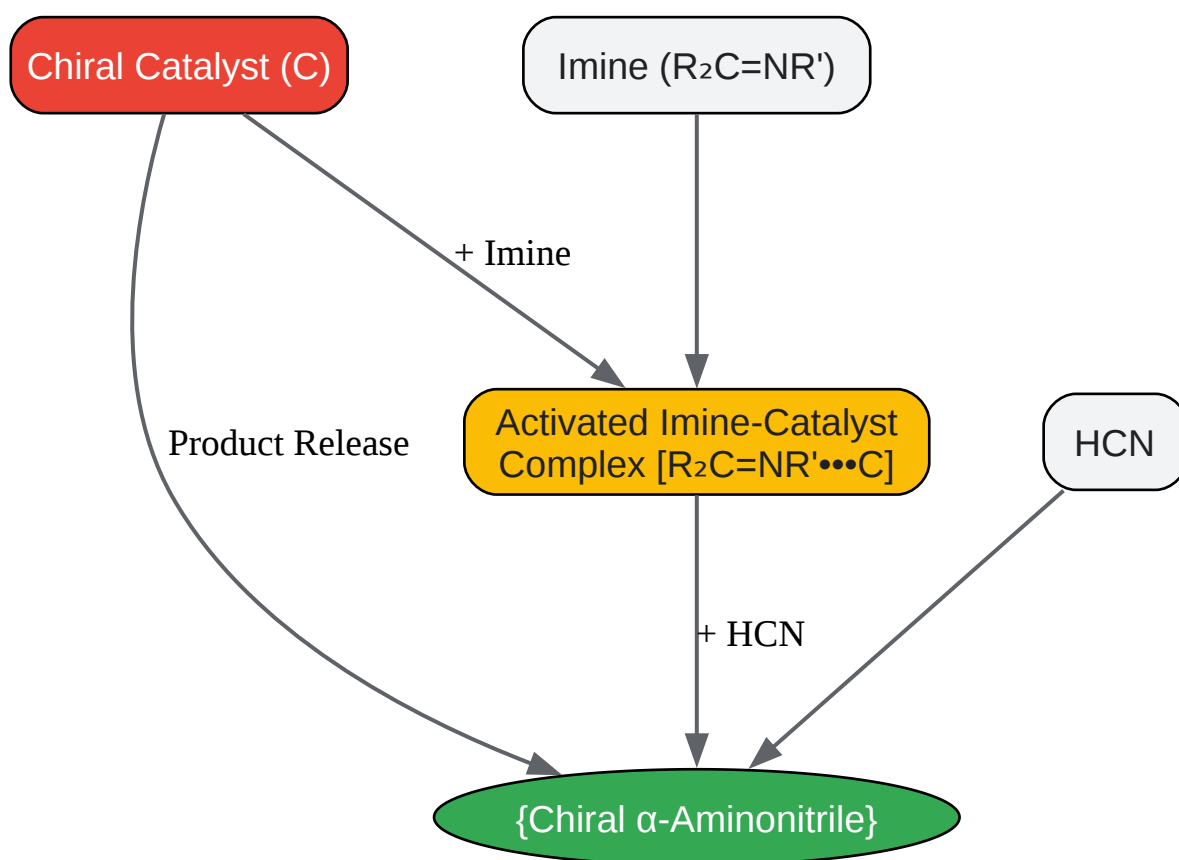 Chiral Catalyst (C)
Imine (R₂C=NR')
+ Imine
Product Release
Activated Imine-Catalyst
Complex [R₂C=NR'•••C]
HCN
+ HCN
{Chiral α-Aminonitrile}